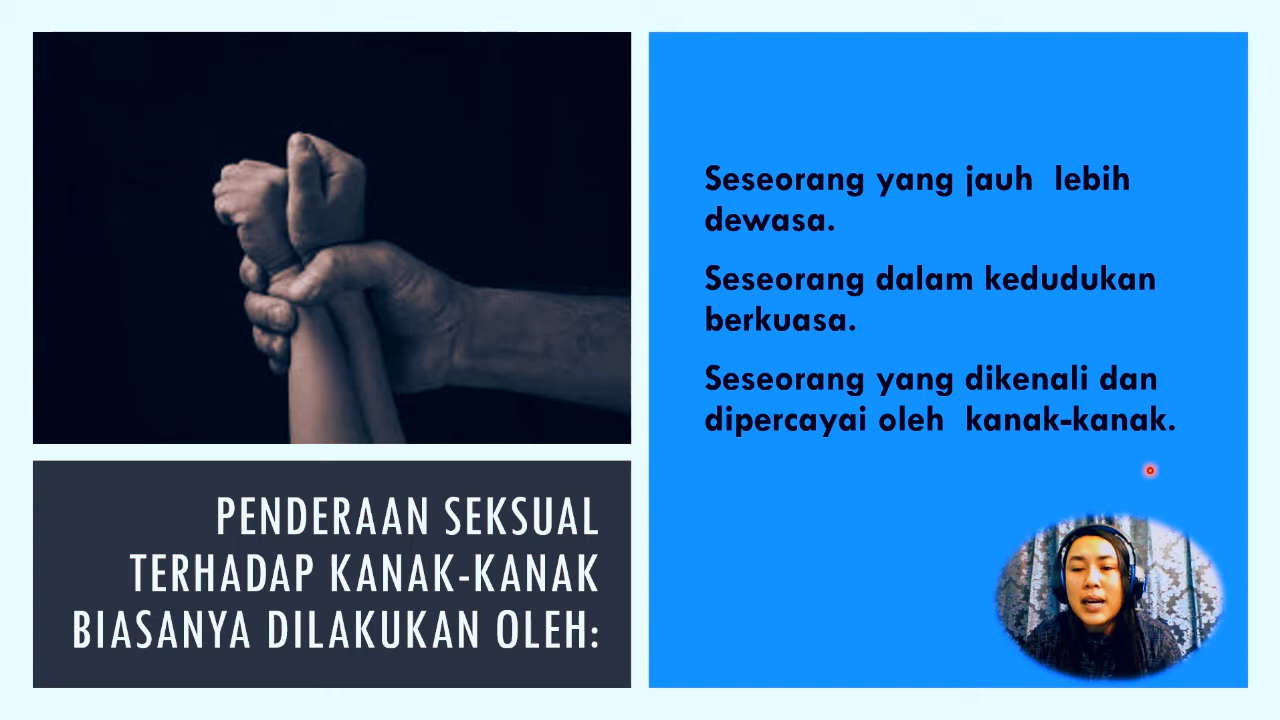 PENDERAAN SEKSUAL
TERHADAP KANAK-KANAK
BIASANYA DILAKUKAN OLEH:
Seseorang yang jauh lebih
dewasa.
Seseorang dalam kedudukan
berkuasa.
Seseorang yang dikenali dan
dipercayai oleh kanak-kanak.